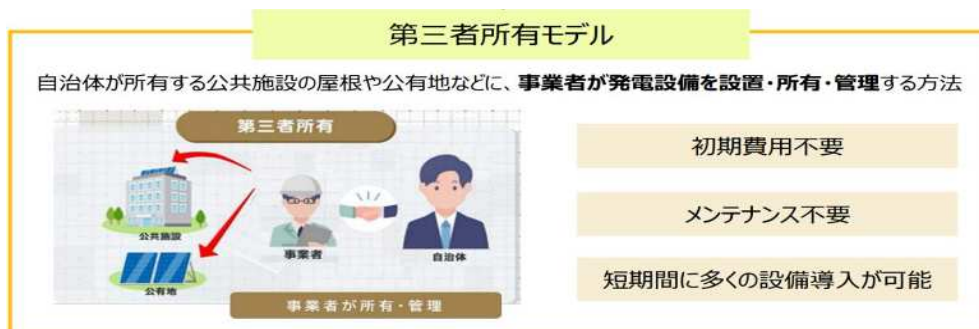 第三者所有モデル
自治体が所有する公共施設の屋根や公有地などに、事業者が発電設備を設置・所有・管理する方法
第三者所有
公共施設
公有地
事業者
自治体
事業者が所有・管理
初期費用不要
メンテナンス不要
短期間に多くの設備導入が可能